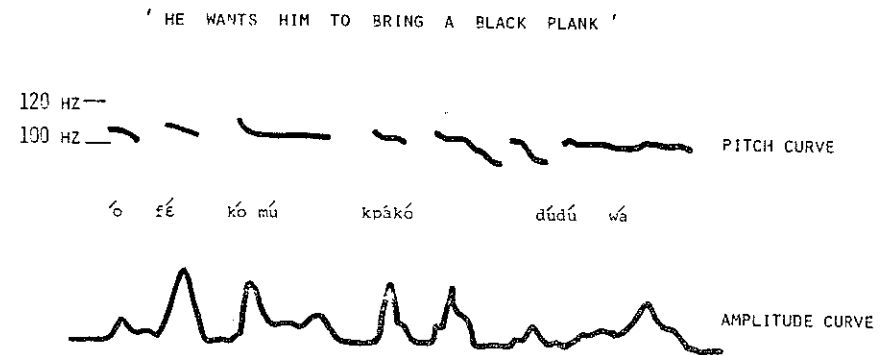 ' HE WANTS HIM TO BRING A BLACK PLANK '
120 HZ
100 HZ
PITCH CURVE
ó fɛ́ kó mú kpákó dúdú wá
AMPLITUDE CURVE